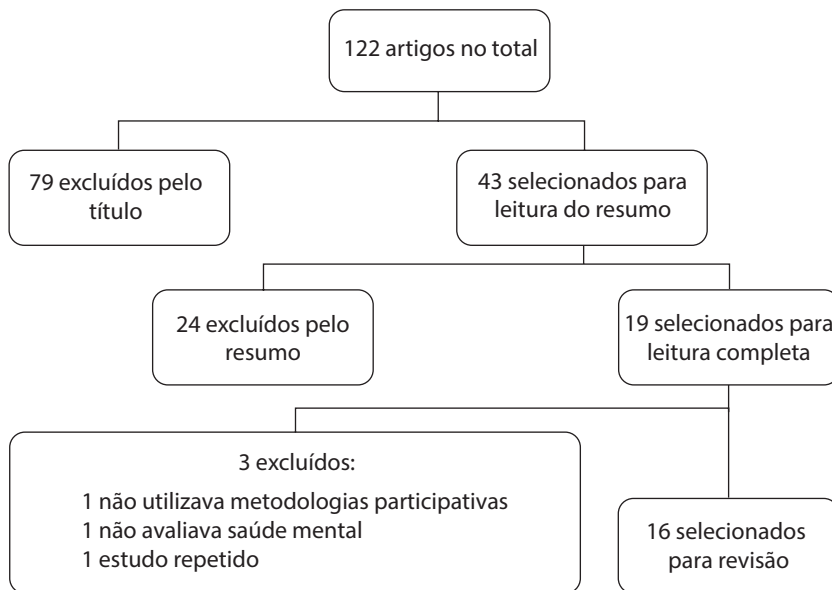 122 artigos no total
79 excluídos pelo
título
43 selecionados para
leitura do resumo
24 excluídos pelo
resumo
19 selecionados para
leitura completa
3 excluídos:
1 não utilizava metodologias participativas
1 não avaliava saúde mental
1 estudo repetido
16 selecionados
para revisão